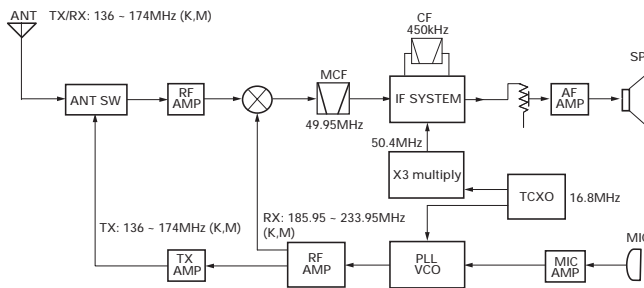 ANT TX/RX: 136 ~ 174MHz (K,M)
CF
450kHz
SP
ANT SW
RF
AMP
MCF
49.95MHz
IF SYSTEM
AF
AMP
50.4MHz
X3 multiply
TCXO
16.8MHz
TX: 136 ~ 174MHz (K,M)
RX: 185.95 ~ 233.95MHz
(K,M)
TX
AMP
RF
AMP
PLL
VCO
MIC
AMP